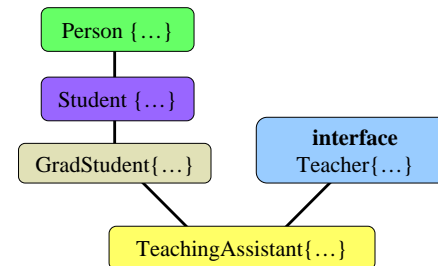 Person {…}
Student {…}
interface
GradStudent{…}
Teacher{…}
TeachingAssistant{…}